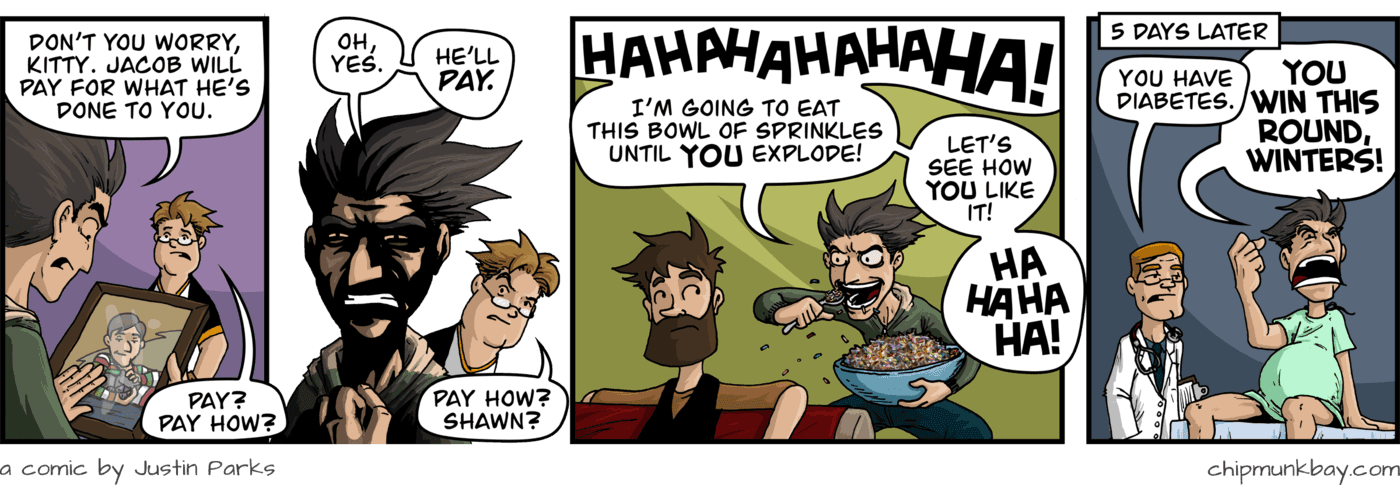 DON'T YOU WORRY,
KITTY. JACOB WILL
PAY FOR WHAT HE'S
DONE TO YOU.
PAY?
PAY HOW?
OH,
YES.
HE'LL
PAY.
PAY HOW?
SHAWN?
HAHAHAHAHAHA!
I'M GOING TO EAT
THIS BOWL OF SPRINKLES
UNTIL YOU EXPLODE!
LET'S
SEE HOW
YOU LIKE
IT!
HA
HAHA
HA!
5 DAYS LATER
YOU HAVE
DIABETES.
YOU
WIN THIS
ROUND,
WINTERS!
a comic by Justin Parks
chipmunkbay.com